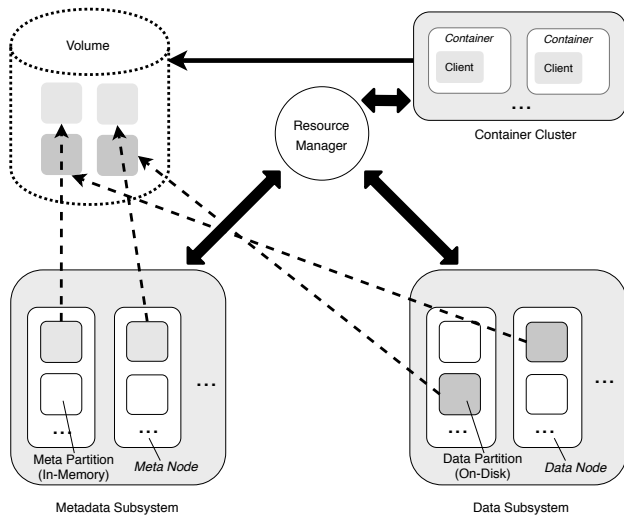 Volume
Container
Container
Client
Client
...
Container Cluster
Resource
Manager
...
...
...
Meta Partition
(In-Memory)
Meta Node
Metadata Subsystem
...
...
...
Data Partition
(On-Disk)
Data Node
Data Subsystem